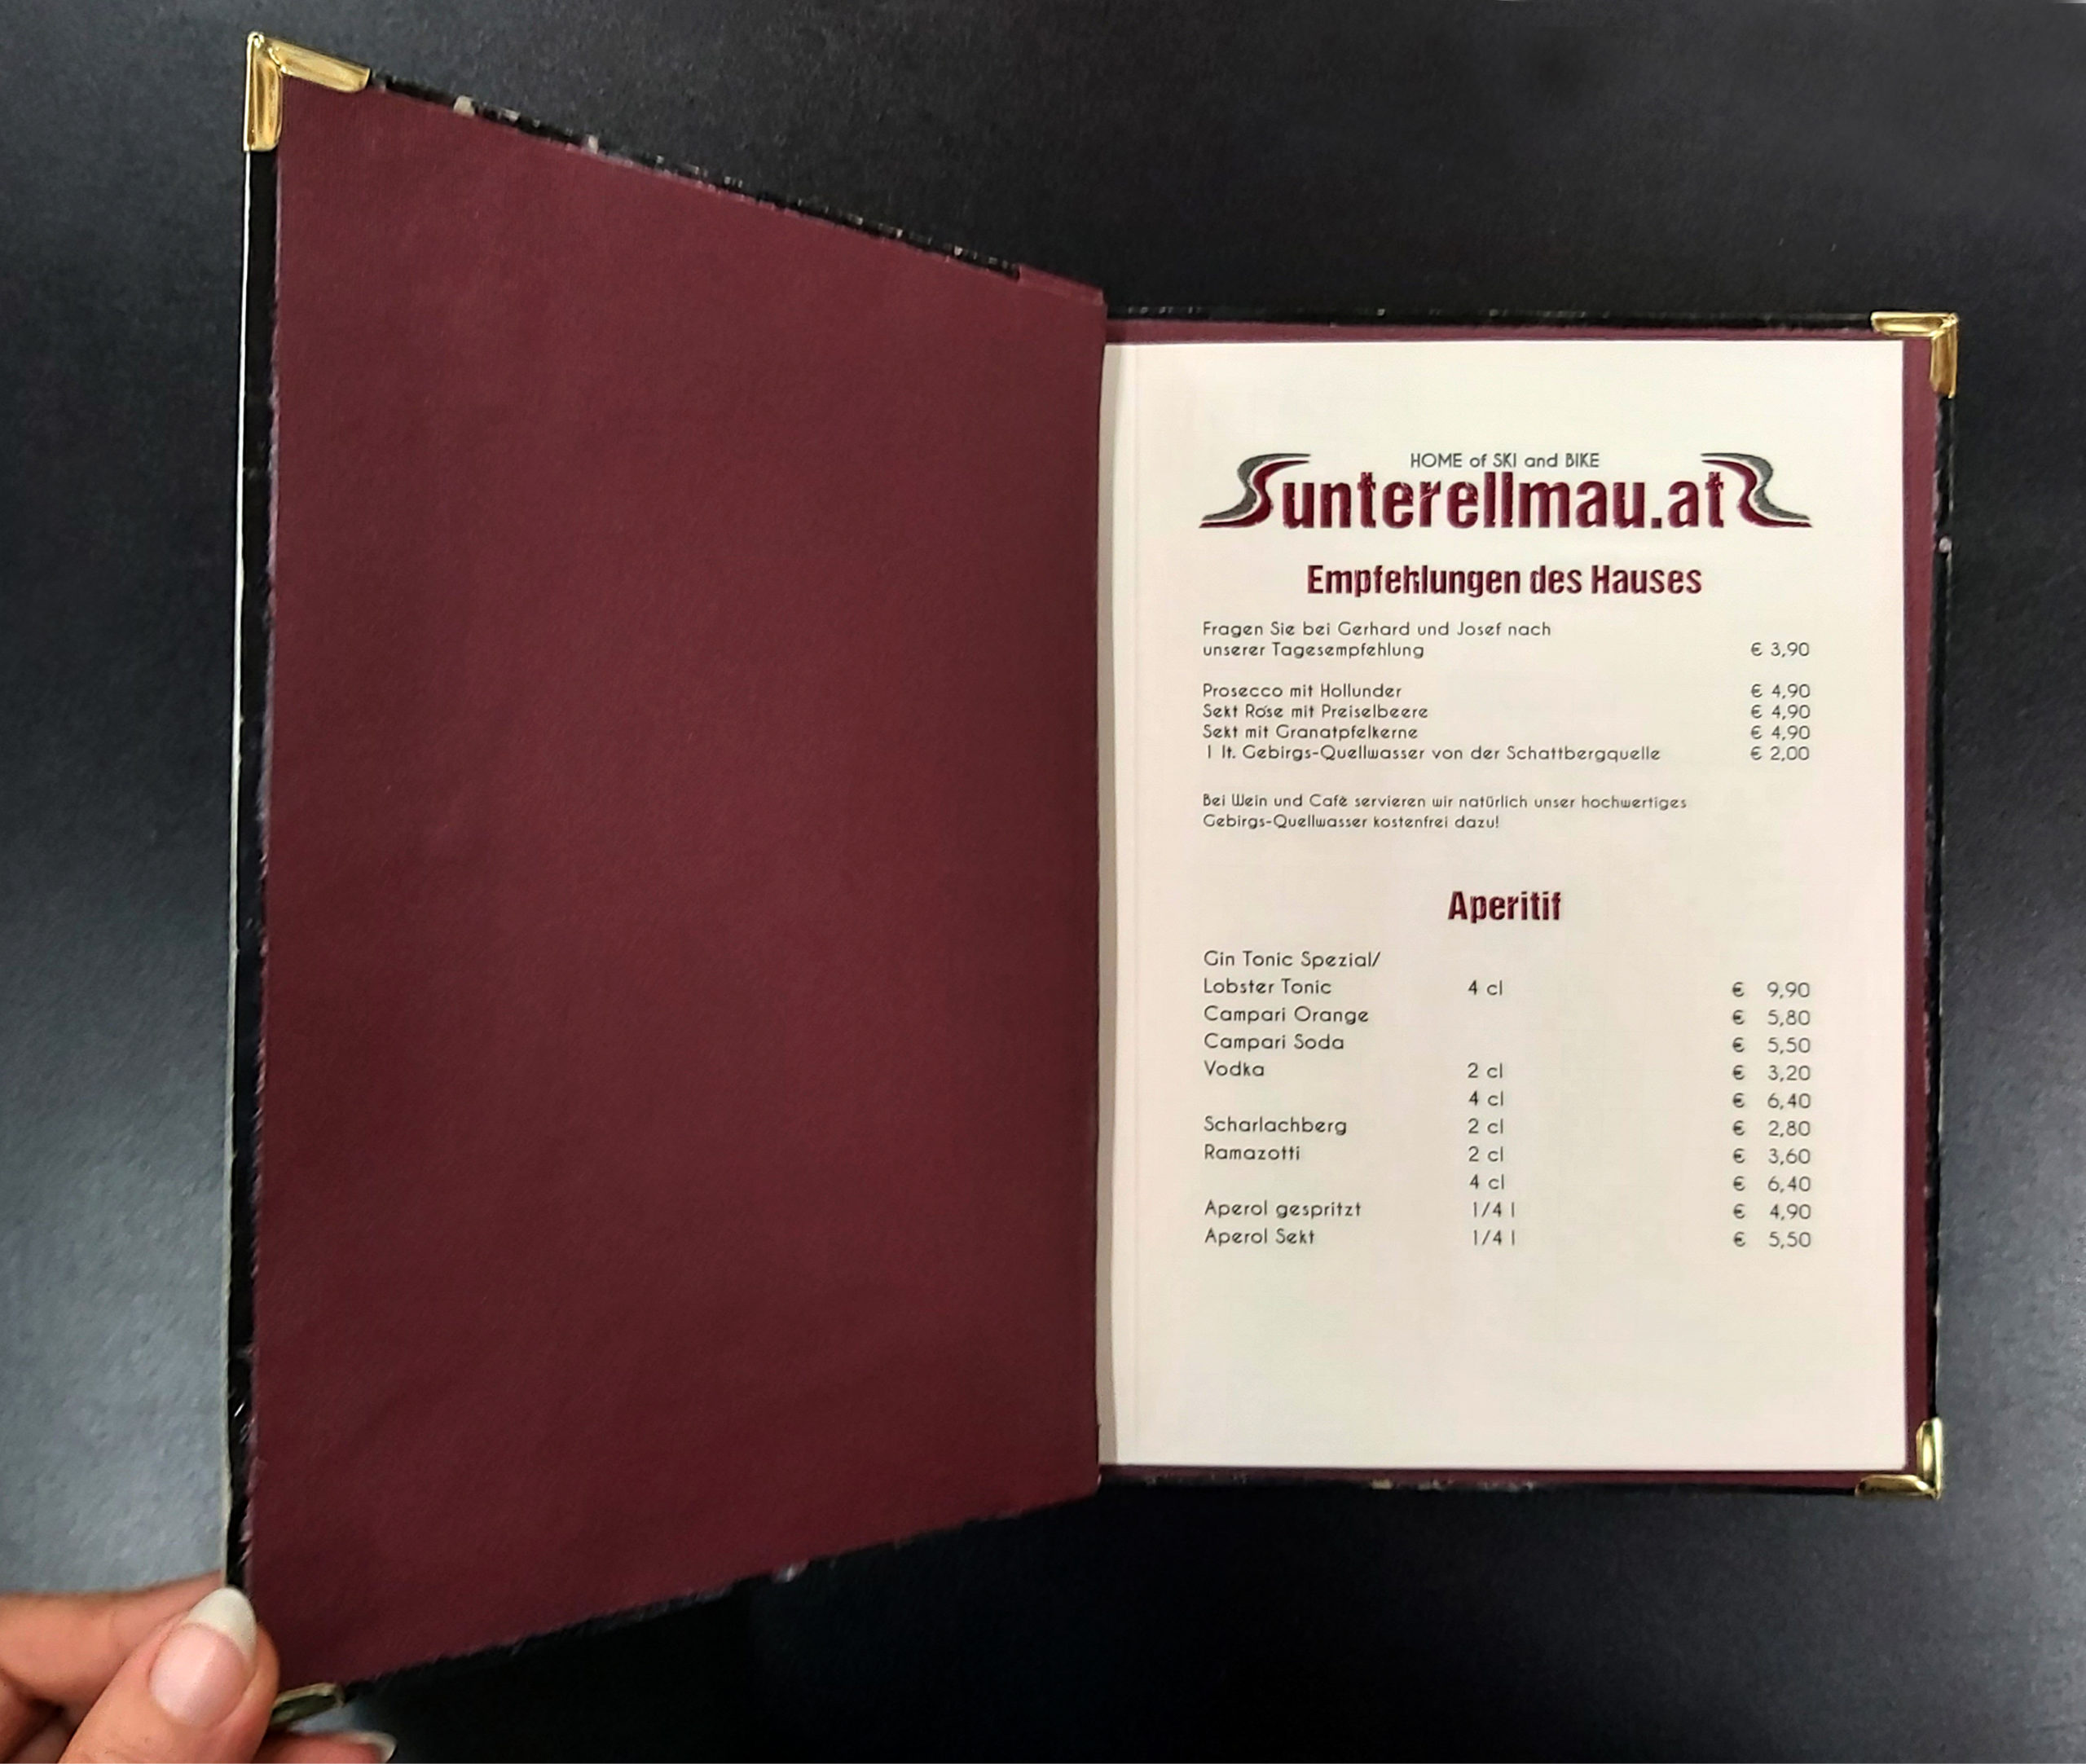 HOME of SKI and BIKE
unterellmau.at
Empfehlungen des Hauses
Fragen Sie bei Gerhard und Josef nach
unserer Tagesempfehlung € 3,90
Prosecco mit Hollunder € 4,90
Sekt Róse mit Preiselbeere € 4,90
Sekt mit Granatpfelkerne € 4,90
1 lt. Gebirgs-Quellwasser von der Schattbergquelle € 2,00
Bei Wein und Cafè servieren wir natürlich unser hochwertiges
Gebirgs-Quellwasser kostenfrei dazu!
Aperitif
Gin Tonic Spezial/
Lobster Tonic 4 cl € 9,90
Campari Orange € 5,80
Campari Soda € 5,50
Vodka 2 cl € 3,20
4 cl € 6,40
Scharlachberg 2 cl € 2,80
Ramazotti 2 cl € 3,60
4 cl € 6,40
Aperol gespritzt 1/4 l € 4,90
Aperol Sekt 1/4 l € 5,50